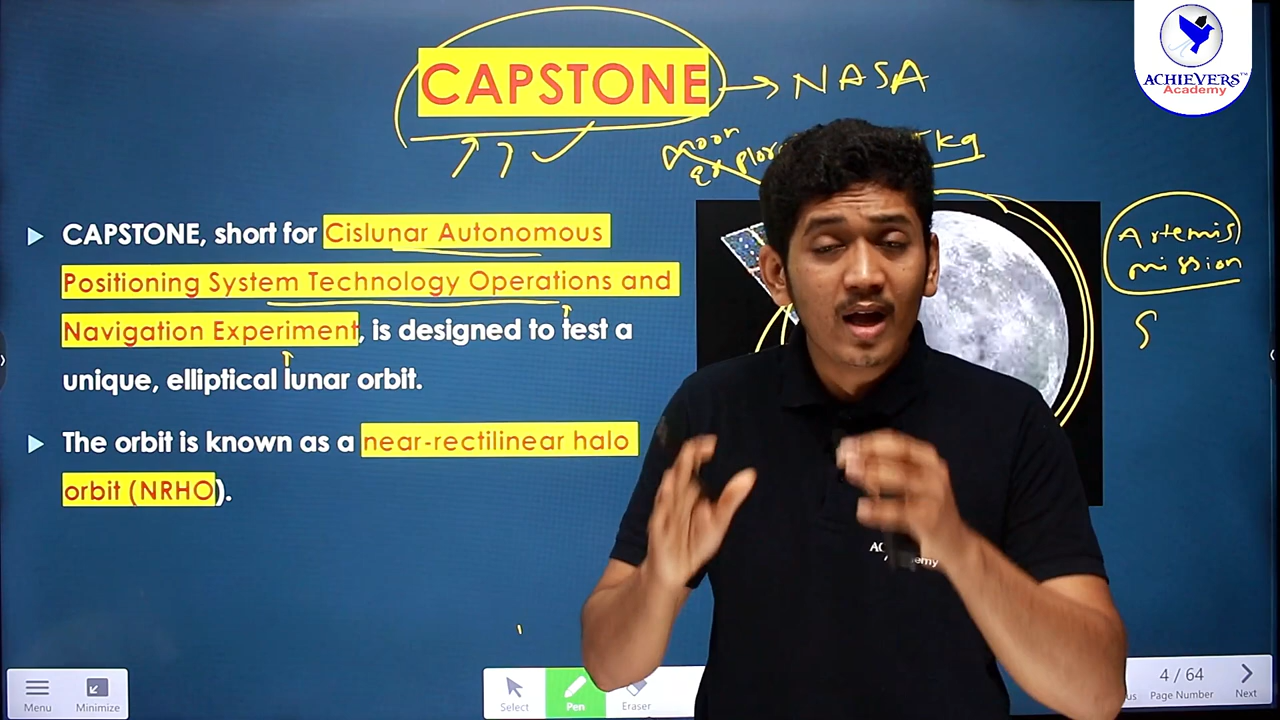 ACHIEVERS™
Academy
CAPSTONE → NASA
moon
kg
CAPSTONE, short for Cislunar Autonomous
Positioning System Technology Operations and
Navigation Experiment, is designed to test a
unique, elliptical lunar orbit.
The orbit is known as a near-rectilinear halo
orbit (NRHO).
Artemis
mission
S
Menu
Minimize
Select
Pen
Eraser
4 / 64
Page Number
Next